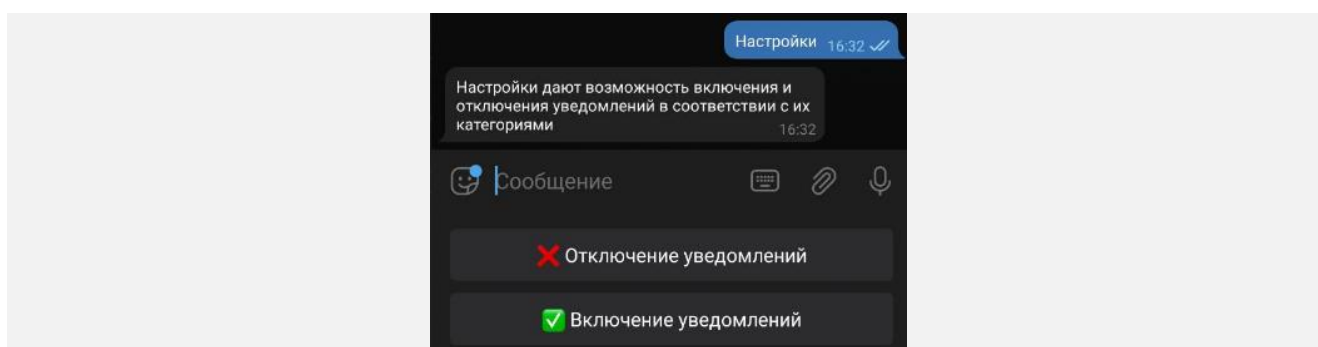 Настройки 16:32
Настройки дают возможность включения и
отключения уведомлений в соответствии с их
категориями 16:32
Сообщение
❌ Отключение уведомлений
✅ Включение уведомлений